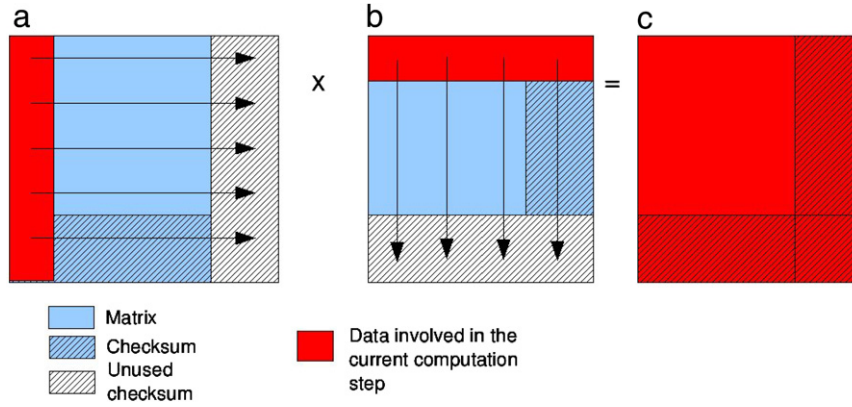 a
b
c
x
=
Matrix
Checksum
Unused
checksum
Data involved in the
current computation
step